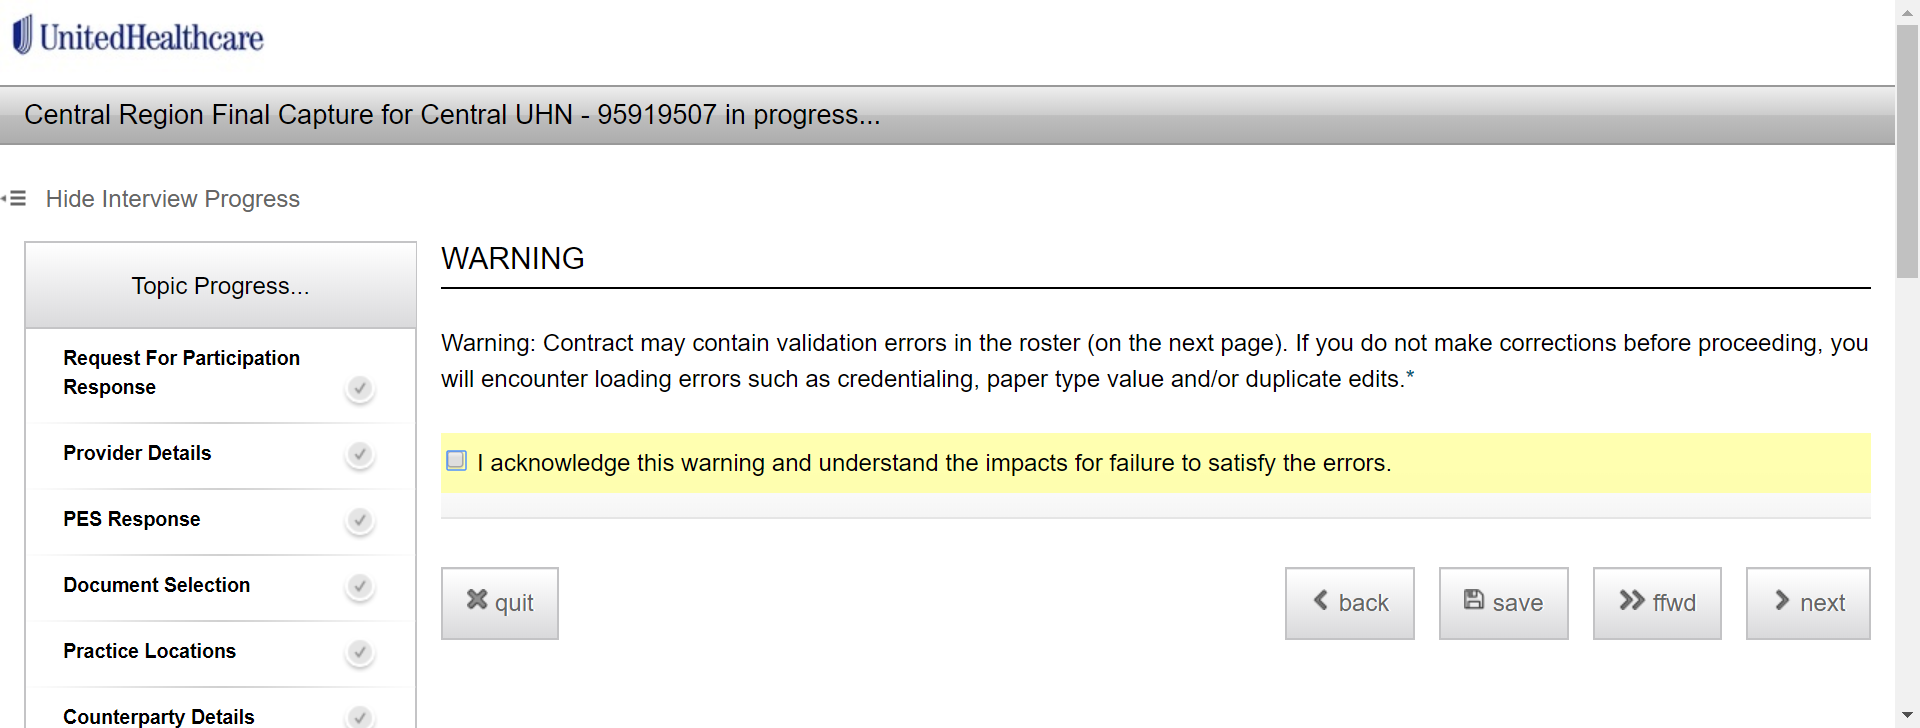 UnitedHealthcare
Central Region Final Capture for Central UHN - 95919507 in progress...
Hide Interview Progress
Topic Progress...
Request For Participation
Response
Provider Details
PES Response
Document Selection
Practice Locations
Counterparty Details
WARNING
Warning: Contract may contain validation errors in the roster (on the next page). If you do not make corrections before proceeding, you
will encounter loading errors such as credentialing, paper type value and/or duplicate edits.*
I acknowledge this warning and understand the impacts for failure to satisfy the errors.
quit
back
save
ffwd
next